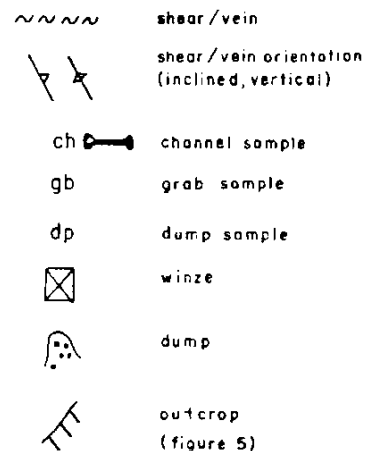 shear/vein
shear/vein orientation
(inclined, vertical)
ch channel sample
gb grab sample
dp dump sample
winze
dump
outcrop
(figure 5)